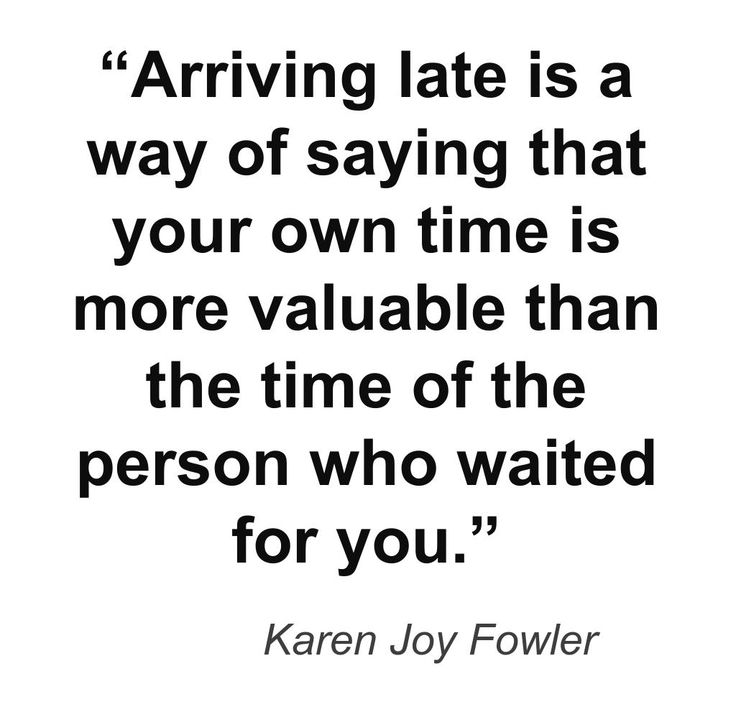 “Arriving late is a
way of saying that
your own time is
more valuable than
the time of the
person who waited
for you.”
Karen Joy Fowler